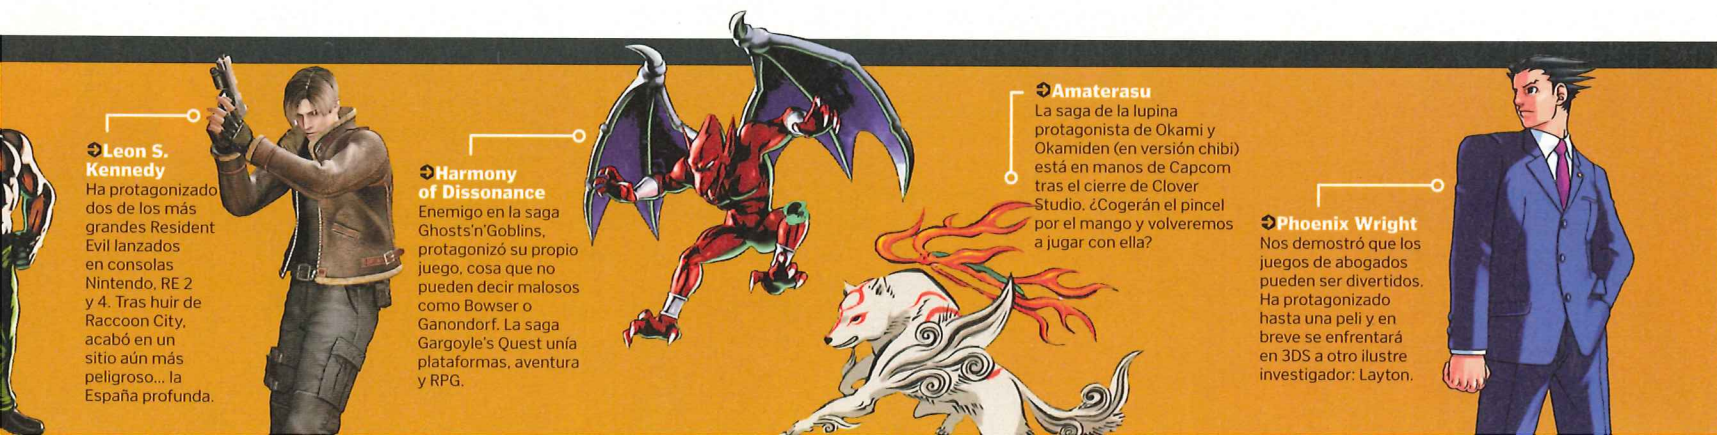 Leon S.
Kennedy
Ha protagonizado
dos de los más
grandes Resident
Evil lanzados
en consolas
Nintendo, RE 2
y 4. Tras huir de
Raccoon City,
acabó en un
sitio aún más
peligroso... la
España profunda.
Harmony
of Dissonance
Enemigo en la saga
Ghosts'n'Goblins,
protagonizó su propio
juego, cosa que no
pueden decir malosos
como Bowser o
Ganondorf. La saga
Gargoyle's Quest unía
plataformas, aventura
y RPG.
Amaterasu
La saga de la lupina
protagonista de Okami y
Okamiden (en versión chibi)
está en manos de Capcom
tras el cierre de Clover
Studio. ¿Cogerán el pincel
por el mango y volveremos
a jugar con ella?
Phoenix Wright
Nos demostró que los
juegos de abogados
pueden ser divertidos.
Ha protagonizado
hasta una peli y en
breve se enfrentará
en 3DS a otro ilustre
investigador: Layton.